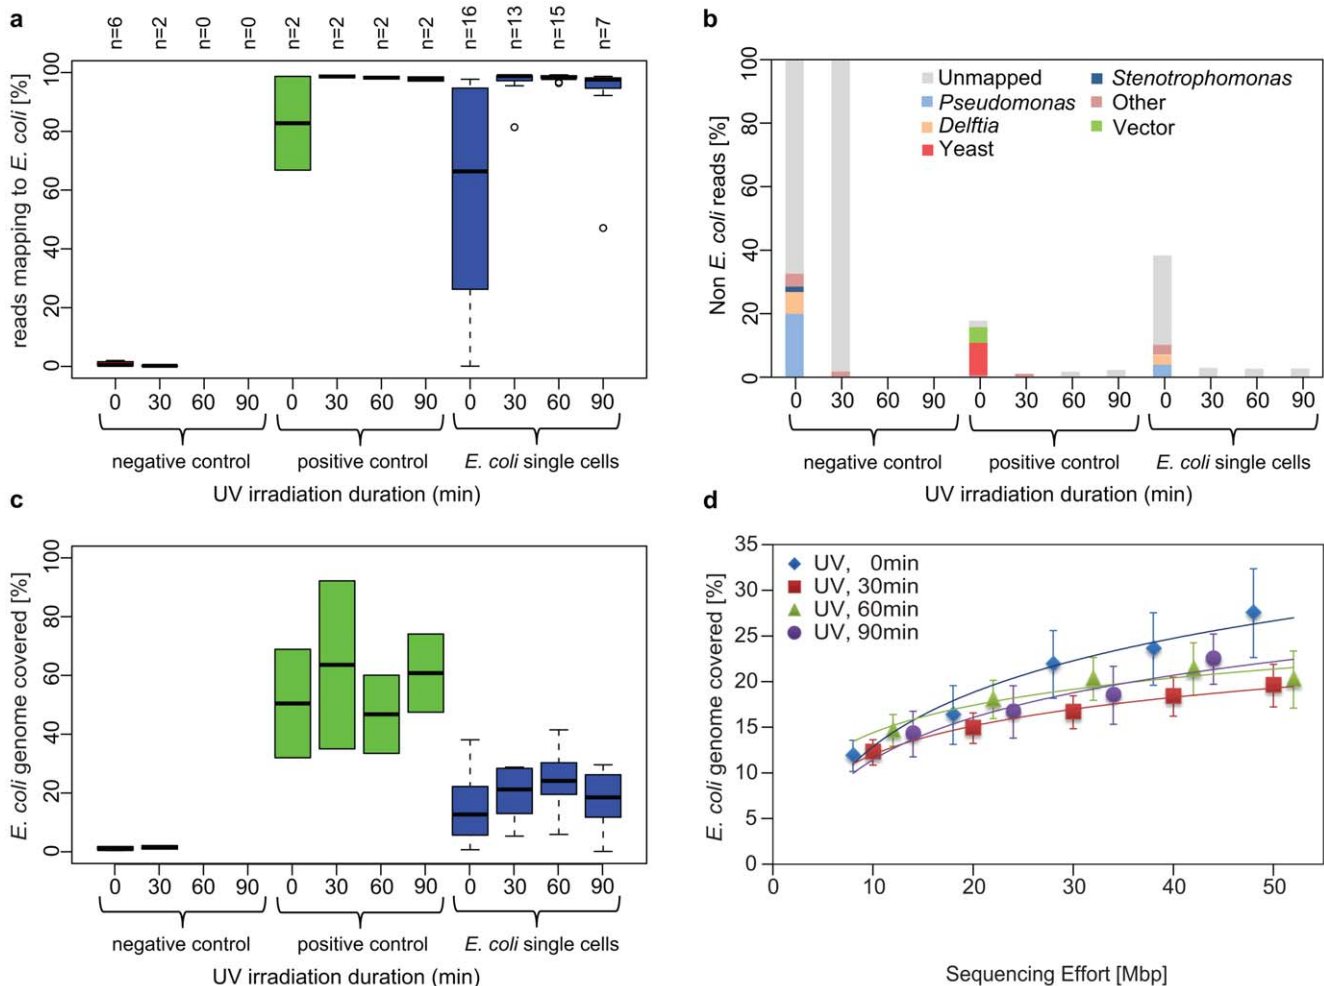 a
n=6 n=2 n=0 n=0 n=2 n=2 n=2 n=2 n=16 n=13 n=15 n=7
reads mapping to E. coli [%]
100
80
60
40
20
0
0 30 60 90 0 30 60 90 0 30 60 90
negative control positive control E. coli single cells
UV irradiation duration (min)
b
Non E. coli reads [%]
100
80
60
40
20
0
Unmapped
Pseudomonas
Delftia
Yeast
Stenotrophomonas
Other
Vector
0 30 60 90 0 30 60 90 0 30 60 90
negative control positive control E. coli single cells
UV irradiation duration (min)
c
E. coli genome covered [%]
100
80
60
40
20
0
0 30 60 90 0 30 60 90 0 30 60 90
negative control positive control E. coli single cells
UV irradiation duration (min)
d
E. coli genome covered [%]
35
30
25
20
15
10
5
0
UV, 0min
UV, 30min
UV, 60min
UV, 90min
0 10 20 30 40 50
Sequencing Effort [Mbp]